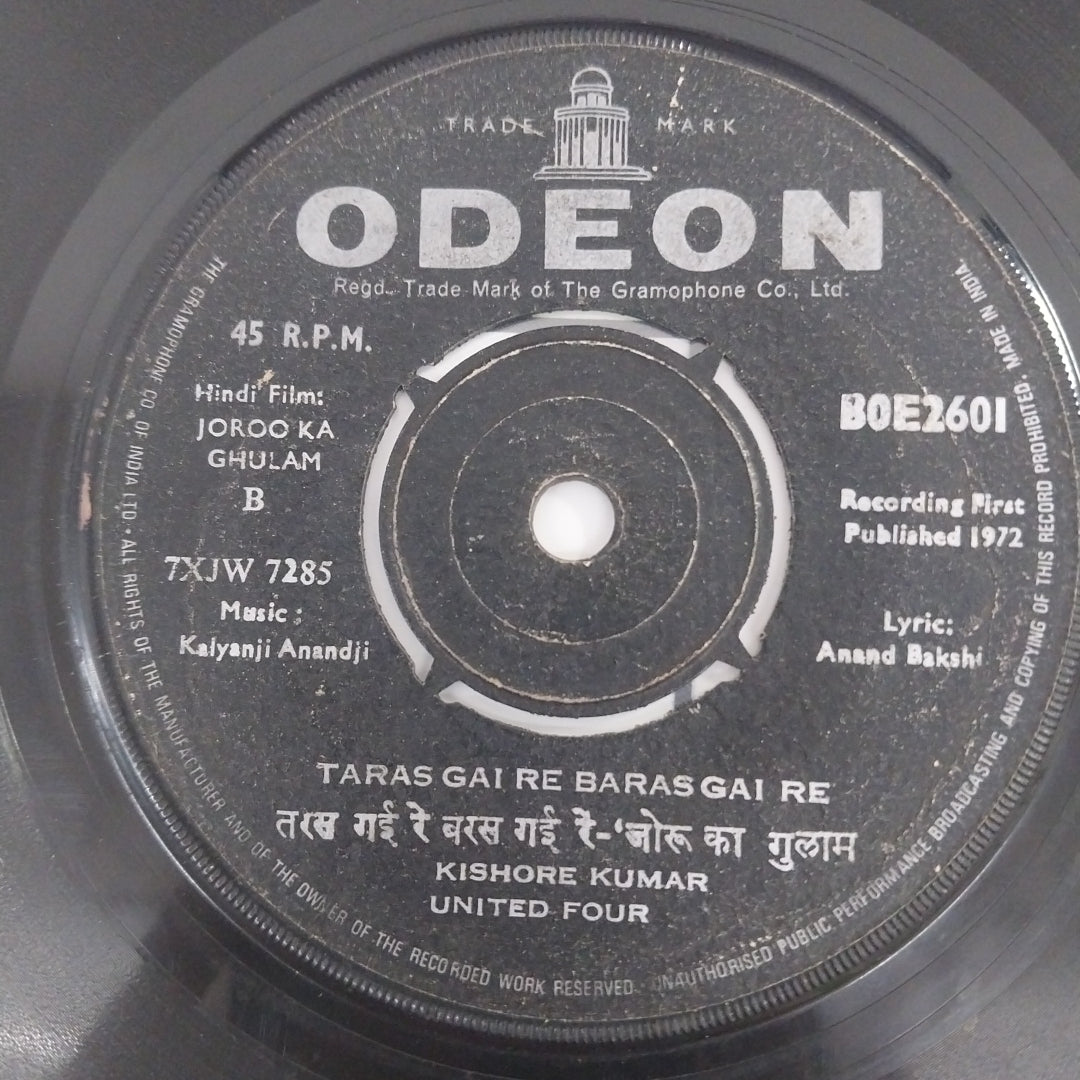 TRADE MARK
ODEON
Regd. Trade Mark of The Gramophone Co., Ltd.
45 R.P.M.
Hindi Film:
JOROO KA
GHULAM
B
7XJW 7285
Music :
Kalyanji Anandji
BOE2601
Recording First
Published 1972
Lyric:
Anand Bakshi
TARAS GAI RE BARAS GAI RE
तरस गई रे बरस गई रे-'जोरू का गुलाम
KISHORE KUMAR
UNITED FOUR
THE GRAMOPHONE CO. OF INDIA LTD. ALL RIGHTS OF THE MANUFACTURER AND OF THE OWNER OF THE RECORDED WORK RESERVED. UNAUTHORISED PUBLIC PERFORMANCE BROADCASTING AND COPYING OF THIS RECORD PROHIBITED. MADE IN INDIA.